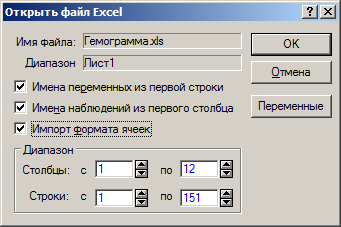 Открыть файл Excel
Имя файла: Гемограмма.xls
OK
Диапазон Лист1
Отмена
Имена переменных из первой строки
Имена наблюдений из первого столбца
Переменные
Импорт формата ячеек
Диапазон
Столбцы: с 1 по 12
Строки: с 1 по 151